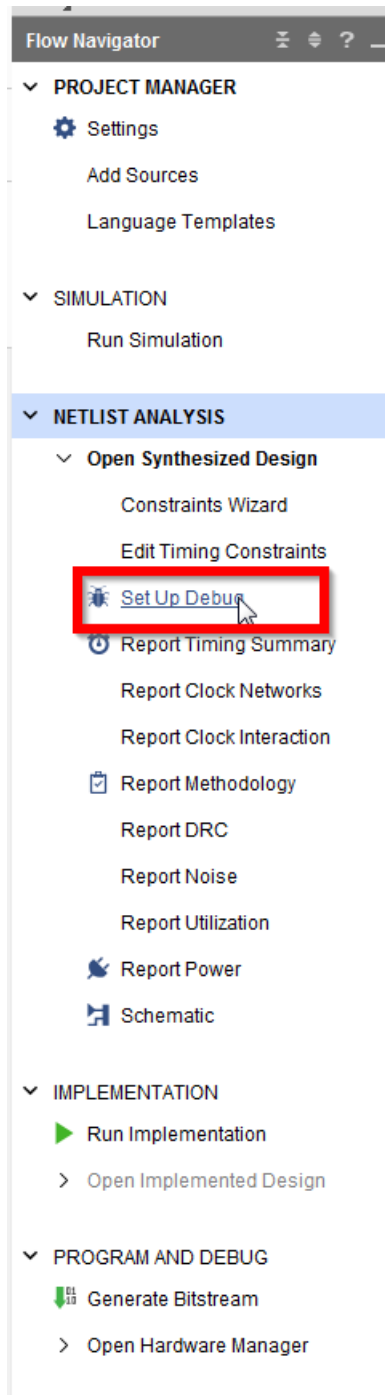 Flow Navigator ?
PROJECT MANAGER
Settings
Add Sources
Language Templates
SIMULATION
Run Simulation
NETLIST ANALYSIS
Open Synthesized Design
Constraints Wizard
Edit Timing Constraints
Set Up Debug
Report Timing Summary
Report Clock Networks
Report Clock Interaction
Report Methodology
Report DRC
Report Noise
Report Utilization
Report Power
Schematic
IMPLEMENTATION
Run Implementation
Open Implemented Design
PROGRAM AND DEBUG
Generate Bitstream
Open Hardware Manager